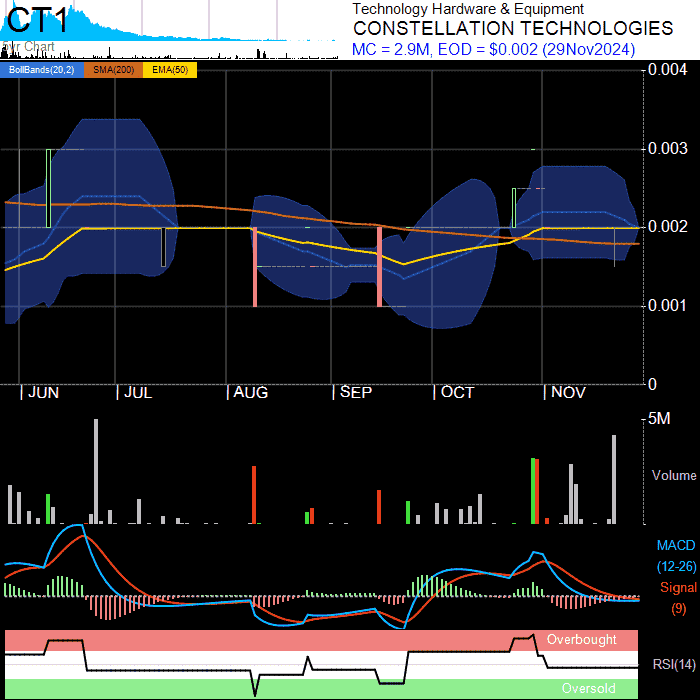 CT1
Technology Hardware & Equipment
CONSTELLATION TECHNOLOGIES
MC = 2.9M, EOD = $0.002 (29Nov2024)
yr Chart
BollBands(20,2) SMA(200) EMA(50)
0.004
0.003
0.002
0.001
0
JUN JUL AUG SEP OCT NOV
5M
Volume
MACD
(12-26)
Signal
(9)
Overbought
RSI(14)
Oversold